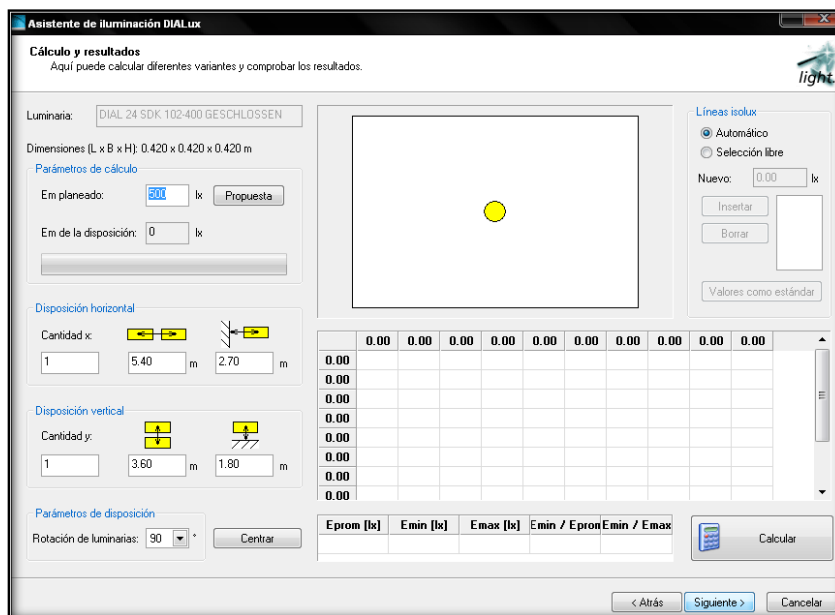 Asistente de iluminación DIALux
Cálculo y resultados
Aquí puede calcular diferentes variantes y comprobar los resultados.
light.
Luminaria: DIAL 24 SDK 102-400 GESCHLOSSEN
Dimensiones (L x B x H): 0.420 x 0.420 x 0.420 m
Parámetros de cálculo
Em planeado: 500 lx Propuesta
Em de la disposición: 0 lx
Disposición horizontal
Cantidad x:
1 5.40 m 2.70 m
Disposición vertical
Cantidad y:
1 3.60 m 1.80 m
Parámetros de disposición
Rotación de luminarias: 90 ° Centrar
Líneas isolux
Automático
Selección libre
Nuevo: 0.00 lx
Insertar
Borrar
Valores como estándar
0.00 0.00 0.00 0.00 0.00 0.00 0.00 0.00 0.00 0.00
0.00
0.00
0.00
0.00
0.00
0.00
0.00
0.00
Eprom [lx] Emin [lx] Emax [lx] Emin / Epron Emin / Emax
Calcular
< Atrás Siguiente > Cancelar